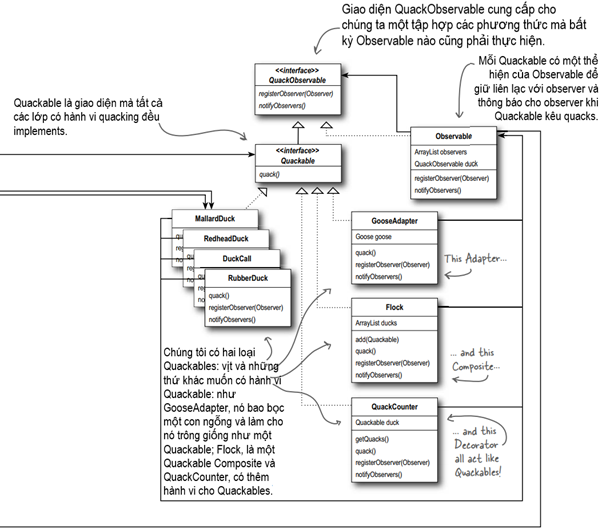 Giao diện QuackObservable cung cấp cho
chúng ta một tập hợp các phương thức mà bất
kỳ Observable nào cũng phải thực hiện.
<<interface>>
QuackObservable
registerObserver(Observer)
notifyObservers()
Mỗi Quackable có một thể
hiện của Observable để
giữ liên lạc với observer và
thông báo cho observer khi
Quackable kêu quacks.
Quackable là giao diện mà tất cả
các lớp có hành vi quacking đều
implements.
<<interface>>
Quackable
quack()
Observable
ArrayList observers
QuackObservable duck
registerObserver(Observer)
notifyObservers()
MallardDuck
RedheadDuck
DuckCall
RubberDuck
quack()
registerObserver(Observer)
notifyObservers()
GooseAdapter
Goose goose
quack()
registerObserver(Observer)
notifyObservers()
This Adapter...
Flock
ArrayList ducks
add(Quackable)
quack()
registerObserver(Observer)
notifyObservers()
... and this
Composite...
QuackCounter
Quackable duck
getQuacks()
quack()
registerObserver(Observer)
notifyObservers()
... and this
Decorator
all act like
Quackables!
Chúng tôi có hai loại
Quackables: vịt và những
thứ khác muốn có hành vi
Quackable: như
GooseAdapter, nó bao bọc
một con ngỗng và làm cho
nó trông giống như một
Quackable; Flock, là một
Quackable Composite và
QuackCounter, có thêm
hành vi cho Quackables.